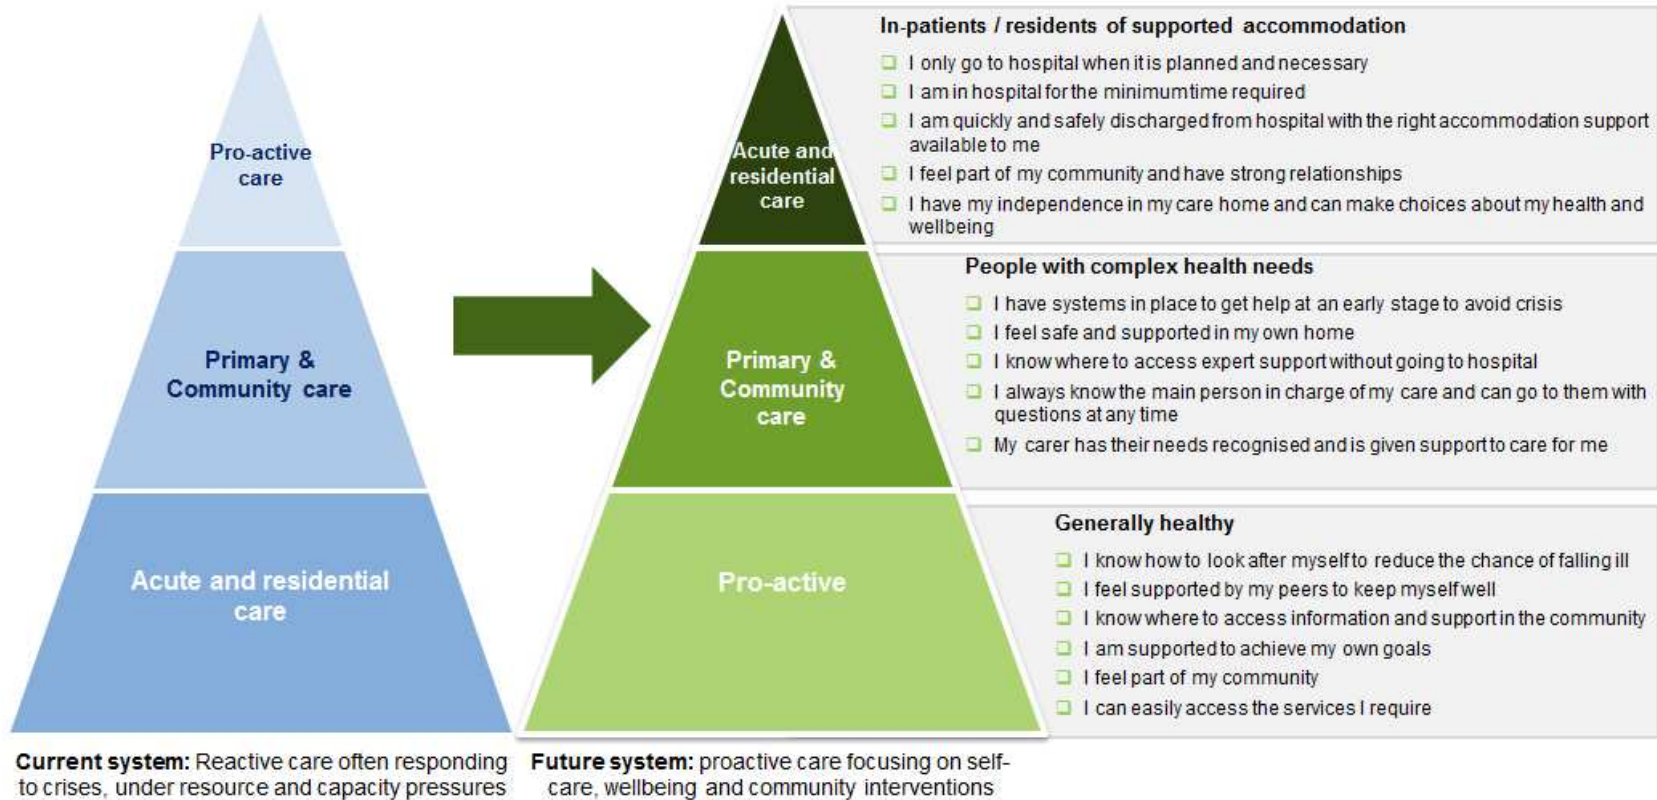 Pro-active
care
Primary &
Community care
Acute and residential
care
Current system: Reactive care often responding
to crises, under resource and capacity pressures
Acute and
residential
care
Primary &
Community
care
Pro-active
Future system: proactive care focusing on self-
care, wellbeing and community interventions
In-patients / residents of supported accommodation
I only go to hospital when it is planned and necessary
I am in hospital for the minimum time required
I am quickly and safely discharged from hospital with the right accommodation support
available to me
I feel part of my community and have strong relationships
I have my independence in my care home and can make choices about my health and
wellbeing
People with complex health needs
I have systems in place to get help at an early stage to avoid crisis
I feel safe and supported in my own home
I know where to access expert support without going to hospital
I always know the main person in charge of my care and can go to them with
questions at any time
My carer has their needs recognised and is given support to care for me
Generally healthy
I know how to look after myself to reduce the chance of falling ill
I feel supported by my peers to keep myself well
I know where to access information and support in the community
I am supported to achieve my own goals
I feel part of my community
I can easily access the services I require